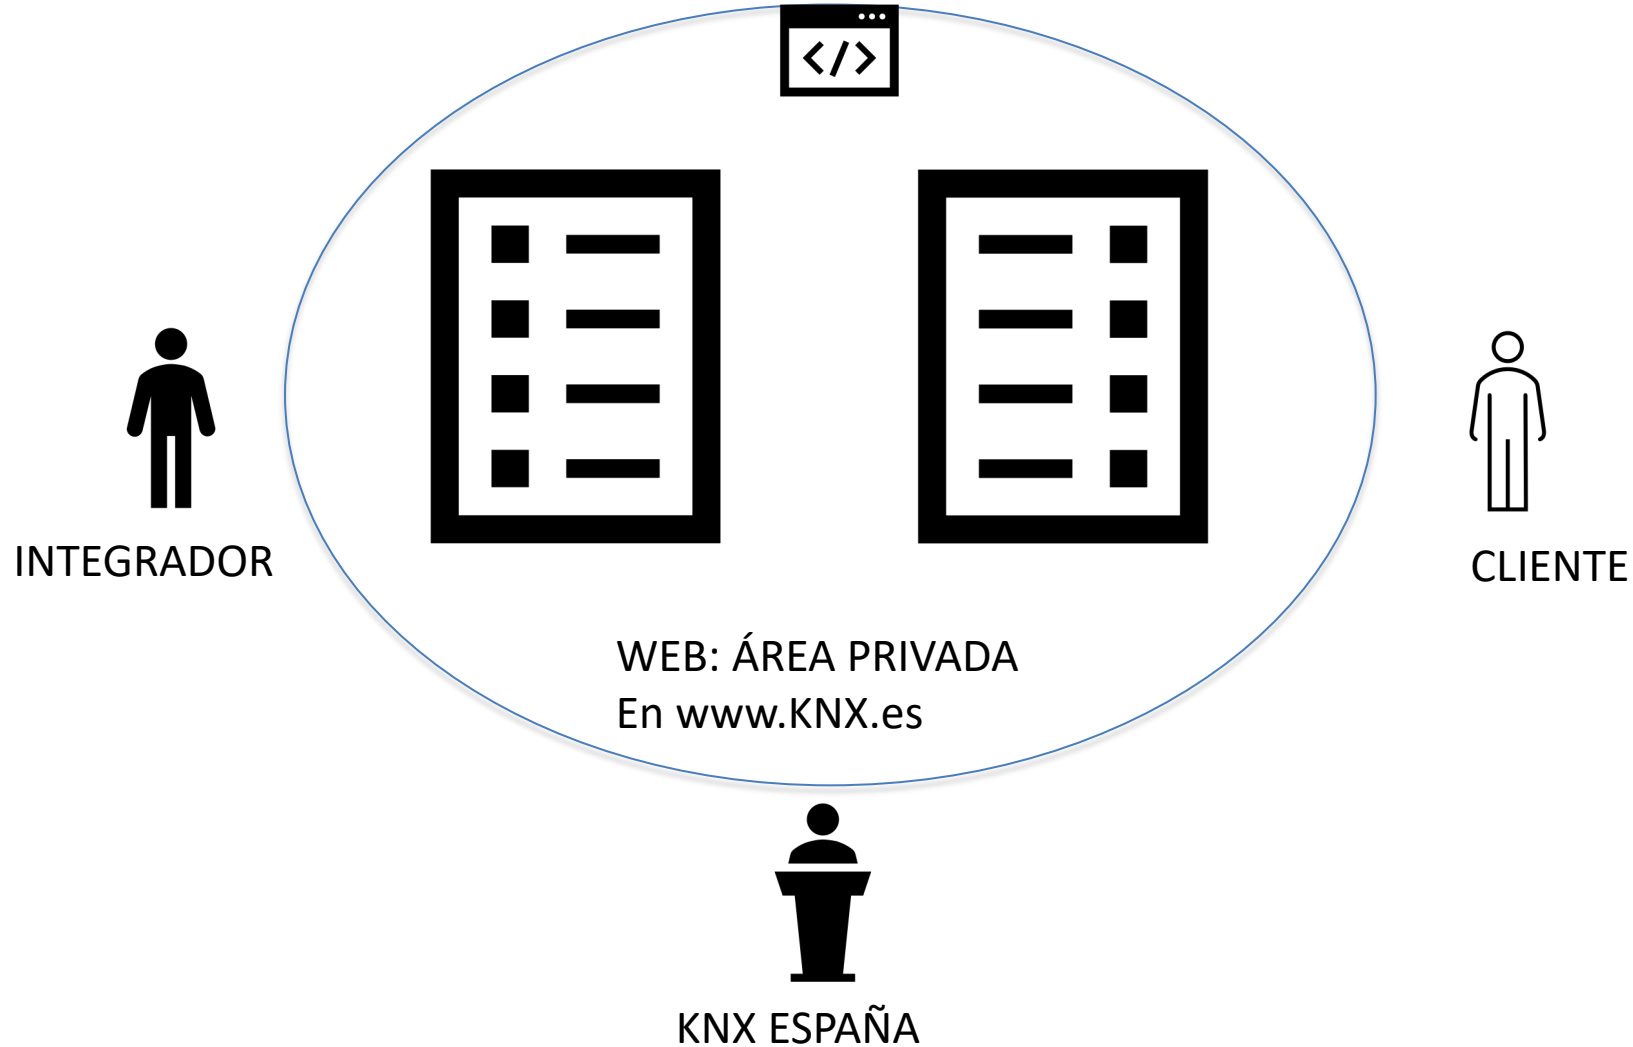 INTEGRADOR
CLIENTE
WEB: ÁREA PRIVADA
En www.KNX.es
KNX ESPAÑA